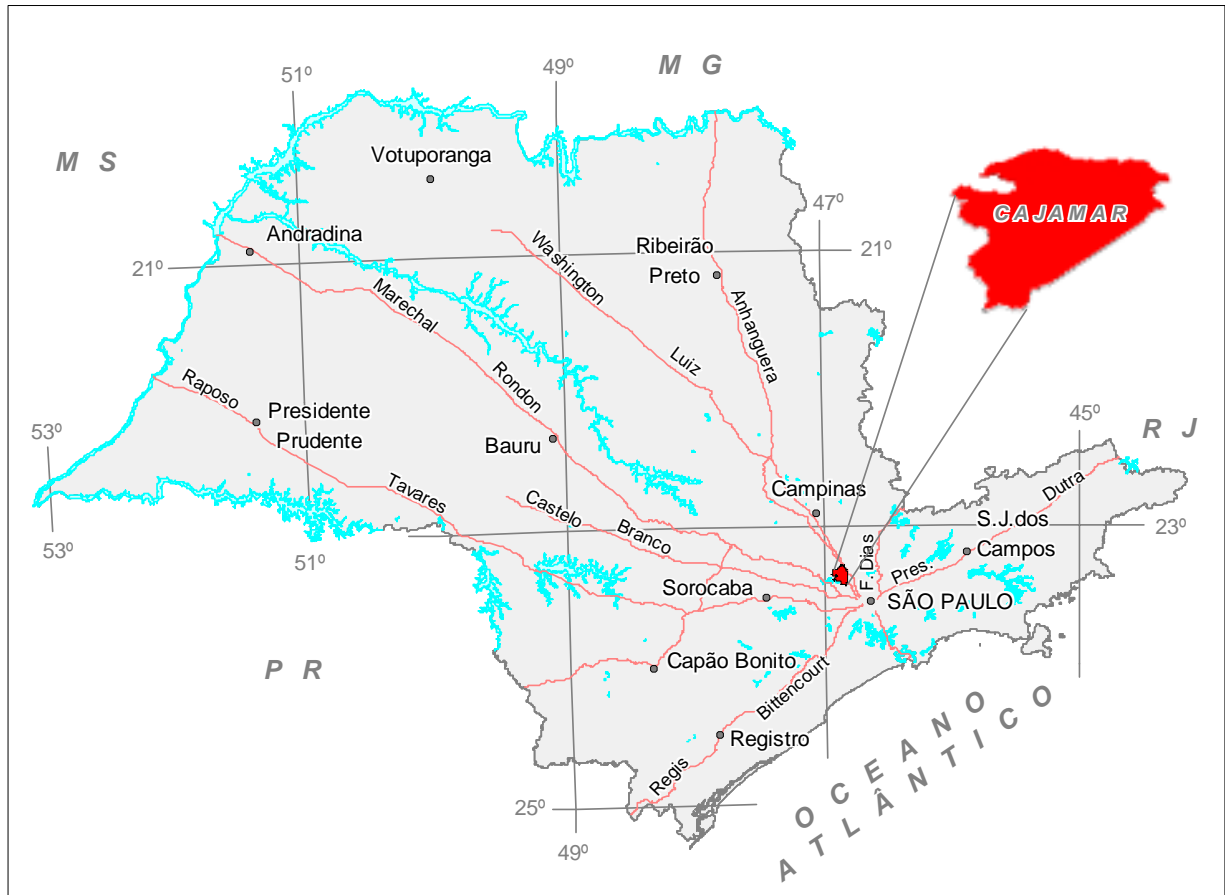 M G
49º
51º
M S
Votuporanga
47º
CAJAMAR
Andradina
Washington
Ribeirão
Preto
21º
21º
Marechal
Anhanguera
Luiz
Raposo
Rondon
Presidente
Prudente
45º
R J
53º
Bauru
Tavares
Campinas
Dutra
Castelo
Branco
S.J.dos
Campos
23º
53º
51º
F. Dias
Pres.
Sorocaba
SÃO PAULO
P R
Capão Bonito
Bittencourt
Registro
Regis
OCEANO
ATLÂNTICO
25º
49º